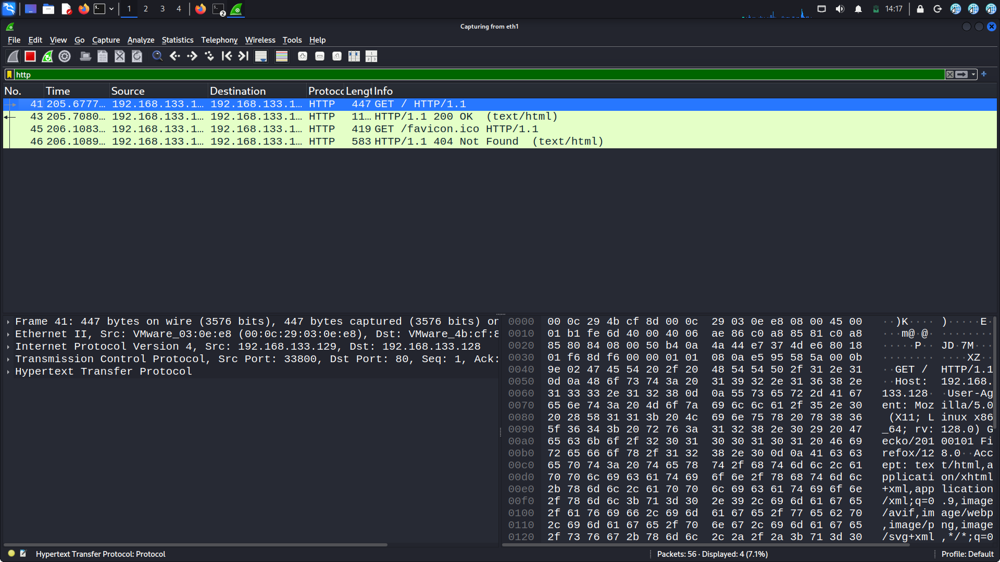 1 2 3 4 2 14:17
Capturing from eth1
File Edit View Go Capture Analyze Statistics Telephony Wireless Tools Help
http
No. Time Source Destination Protocc Lengt Info
41 205.6777… 192.168.133.1… 192.168.133.1… HTTP 447 GET / HTTP/1.1
43 205.7080… 192.168.133.1… 192.168.133.1… HTTP 11… HTTP/1.1 200 OK (text/html)
45 206.1083… 192.168.133.1… 192.168.133.1… HTTP 419 GET /favicon.ico HTTP/1.1
46 206.1089… 192.168.133.1… 192.168.133.1… HTTP 583 HTTP/1.1 404 Not Found (text/html)
Frame 41: 447 bytes on wire (3576 bits), 447 bytes captured (3576 bits) on
Ethernet II, Src: VMware_03:0e:e8 (00:0c:29:03:0e:e8), Dst: VMware_4b:cf:8
Internet Protocol Version 4, Src: 192.168.133.129, Dst: 192.168.133.128
Transmission Control Protocol, Src Port: 33800, Dst Port: 80, Seq: 1, Ack:
Hypertext Transfer Protocol
0000 00 0c 29 4b cf 8d 00 0c 29 03 0e e8 08 00 45 00 ··)K···· )·····E·
0010 01 b1 fe 6d 40 00 40 06 ae 86 c0 a8 85 81 c0 a8 ···m@·@· ········
0020 85 80 84 08 00 50 b4 0a 4a 44 e7 37 4d e6 80 18 ·····P·· JD·7M···
0030 01 f6 8d f6 00 00 01 01 08 0a e5 95 58 5a 00 0b ········ ····XZ··
0040 9e 02 47 45 54 20 2f 20 48 54 54 50 2f 31 2e 31 ··GET / HTTP/1.1
0050 0d 0a 48 6f 73 74 3a 20 31 39 32 2e 31 36 38 2e ··Host: 192.168.
0060 31 33 33 2e 31 32 38 0d 0a 55 73 65 72 2d 41 67 133.128· ·User-Ag
0070 65 6e 74 3a 20 4d 6f 7a 69 6c 6c 61 2f 35 2e 30 ent: Moz illa/5.0
0080 20 28 58 31 31 3b 20 4c 69 6e 75 78 20 78 38 36 (X11; L inux x86
0090 5f 36 34 3b 20 72 76 3a 31 32 38 2e 30 29 20 47 _64; rv: 128.0) G
00a0 65 63 6b 6f 2f 32 30 31 30 30 31 30 31 20 46 69 ecko/201 00101 Fi
00b0 72 65 66 6f 78 2f 31 32 38 2e 30 0d 0a 41 63 63 refox/12 8.0··Acc
00c0 65 70 74 3a 20 74 65 78 74 2f 68 74 6d 6c 2c 61 ept: tex t/html,a
00d0 70 70 6c 69 63 61 74 69 6f 6e 2f 78 68 74 6d 6c pplicati on/xhtml
00e0 2b 78 6d 6c 2c 61 70 70 6c 69 63 61 74 69 6f 6e +xml,app lication
00f0 2f 78 6d 6c 3b 71 3d 30 2e 39 2c 69 6d 61 67 65 /xml;q=0 .9,image
0100 2f 61 76 69 66 2c 69 6d 61 67 65 2f 77 65 62 70 /avif,im age/webp
0110 2c 69 6d 61 67 65 2f 70 6e 67 2c 69 6d 61 67 65 ,image/p ng,image
0120 2f 73 76 67 2b 78 6d 6c 2c 2a 2f 2a 3b 71 3d 30 /svg+xml ,*/*;q=0
Hypertext Transfer Protocol: Protocol Packets: 56 · Displayed: 4 (7.1%) Profile: Default